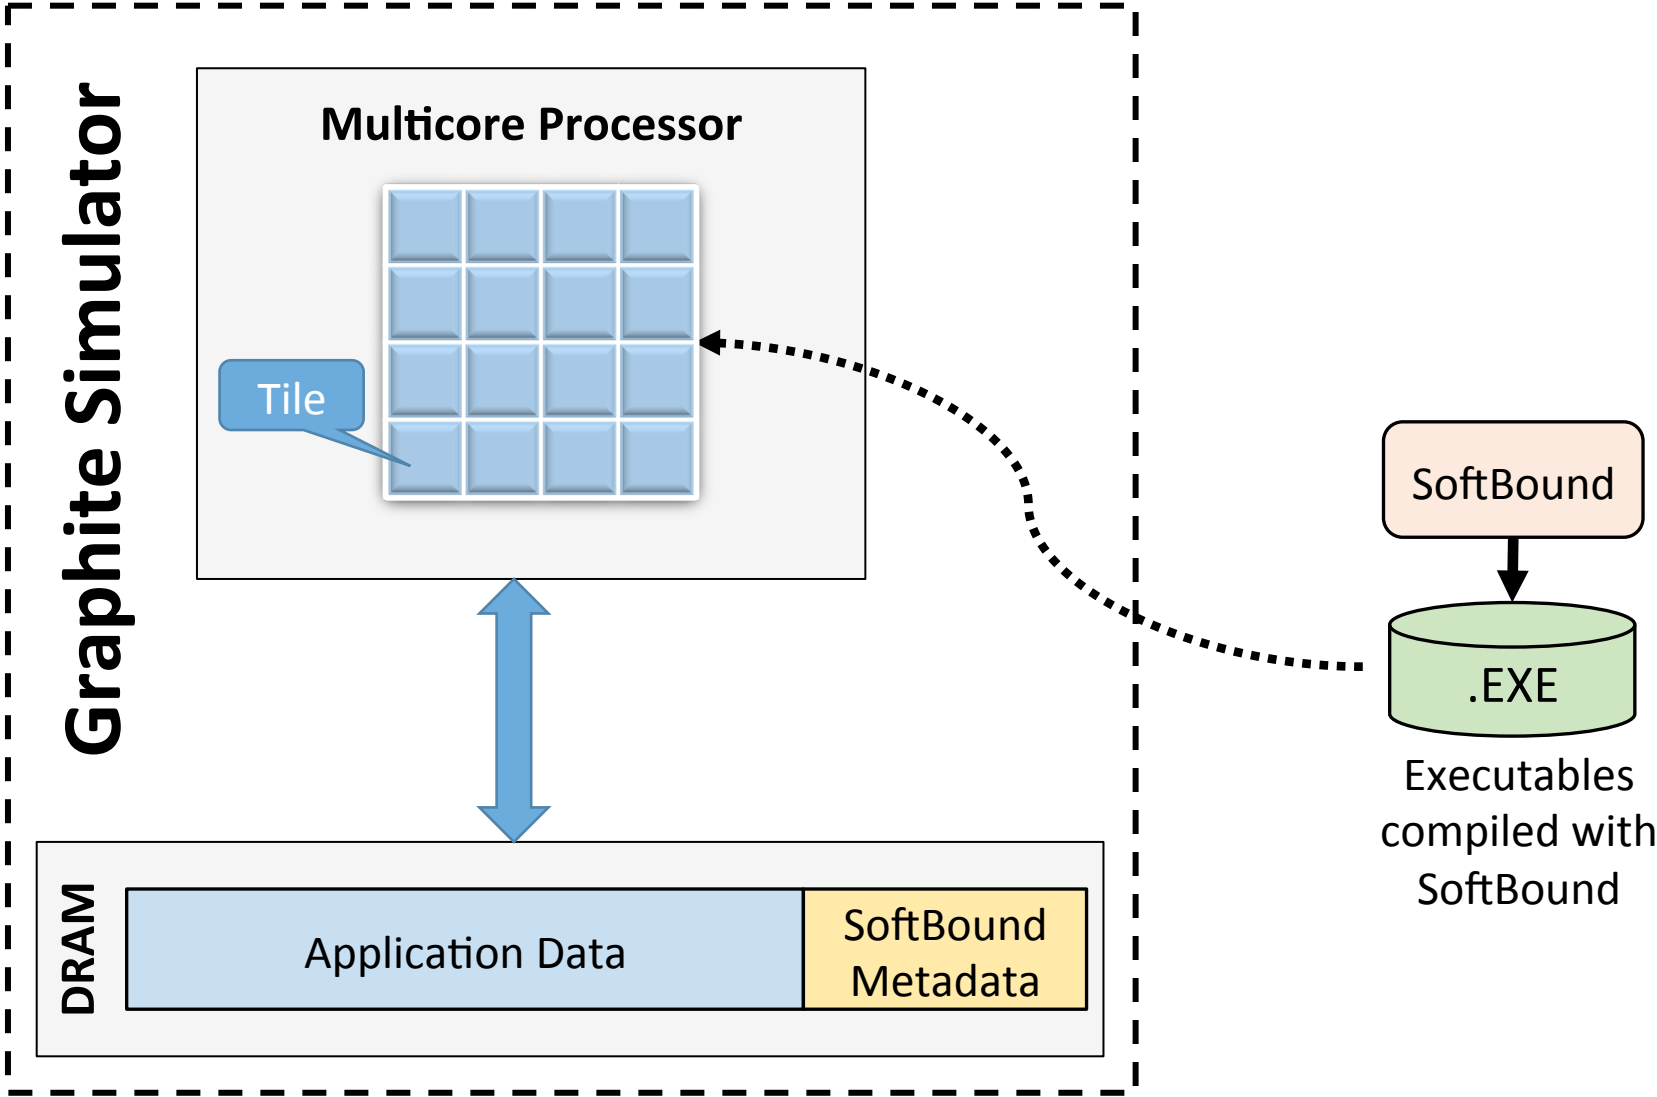 Graphite Simulator
Multicore Processor
Tile
SoftBound
.EXE
Executables
compiled with
SoftBound
DRAM
Application Data
SoftBound
Metadata